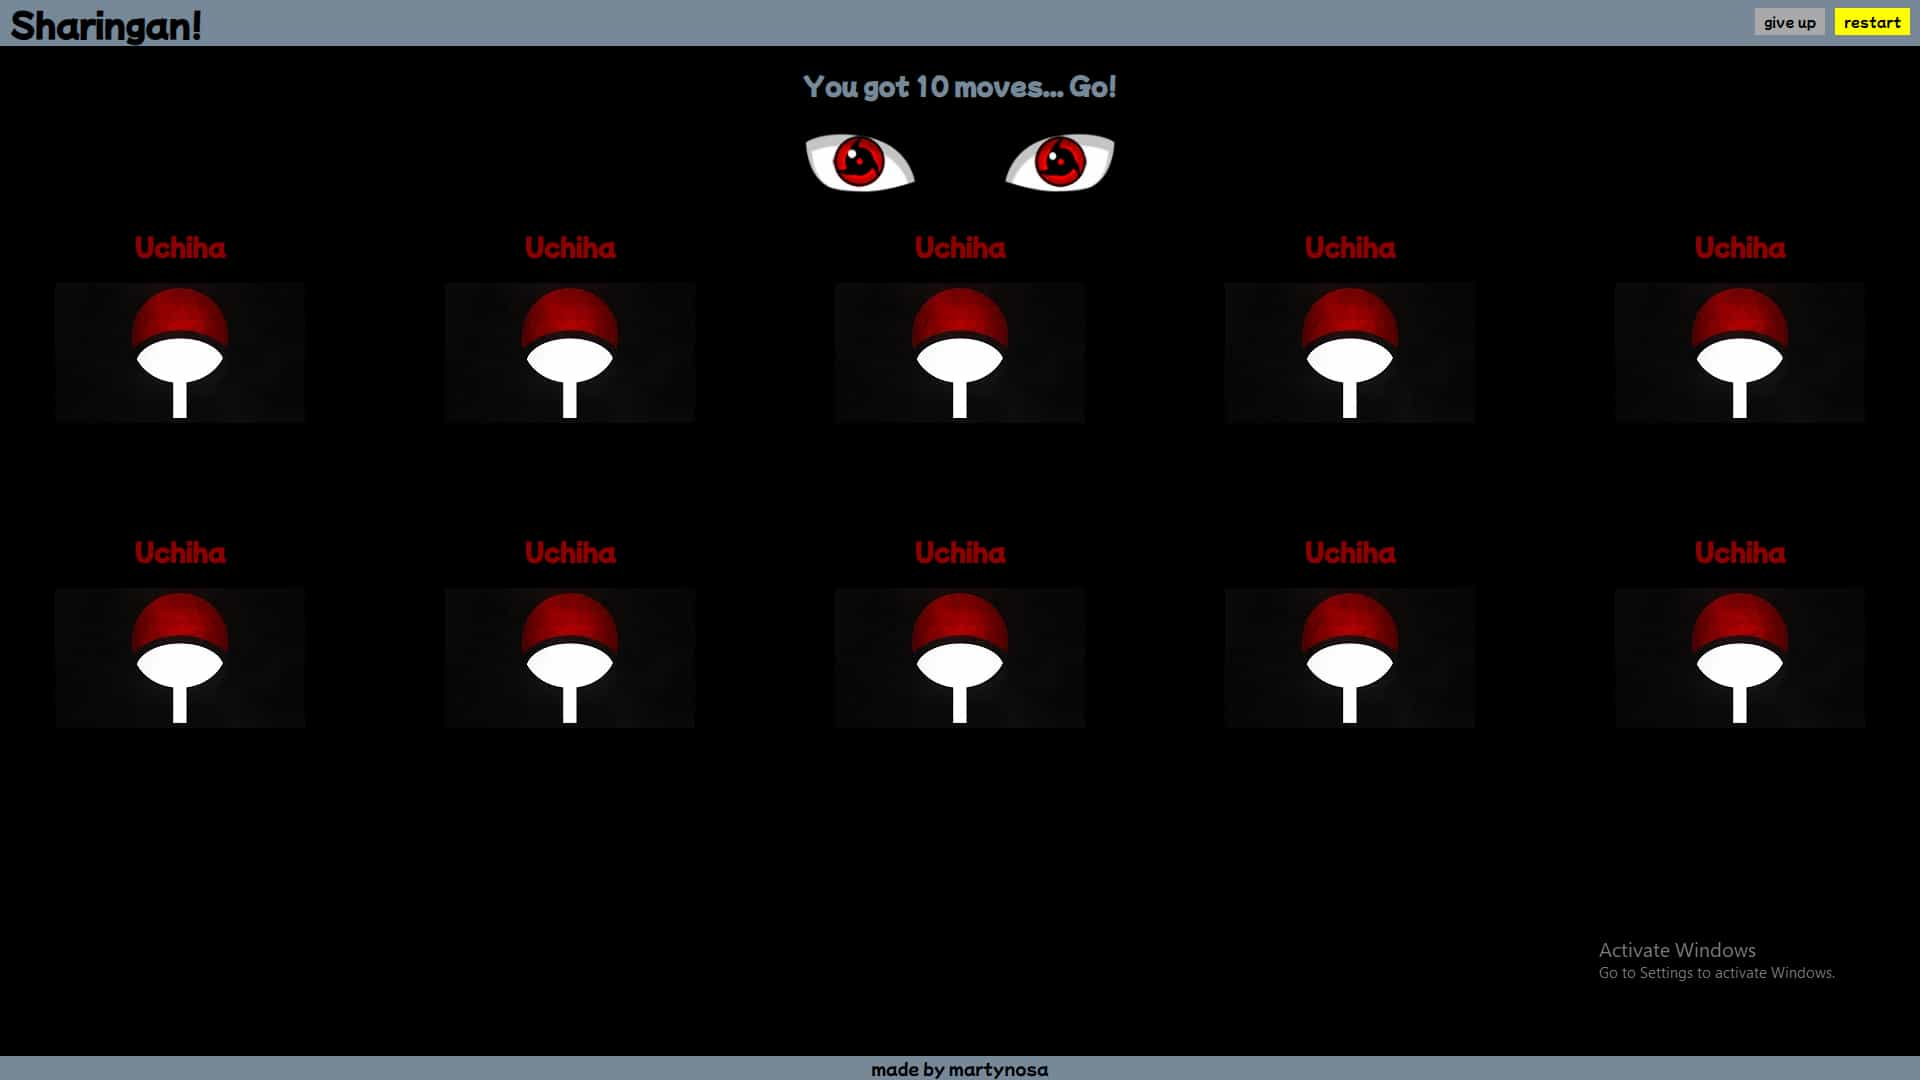 Sharingan!
give up
restart
You got 10 moves... Go!
Uchiha
Uchiha
Uchiha
Uchiha
Uchiha
Uchiha
Uchiha
Uchiha
Uchiha
Uchiha
Activate Windows
Go to Settings to activate Windows.
made by martynosa